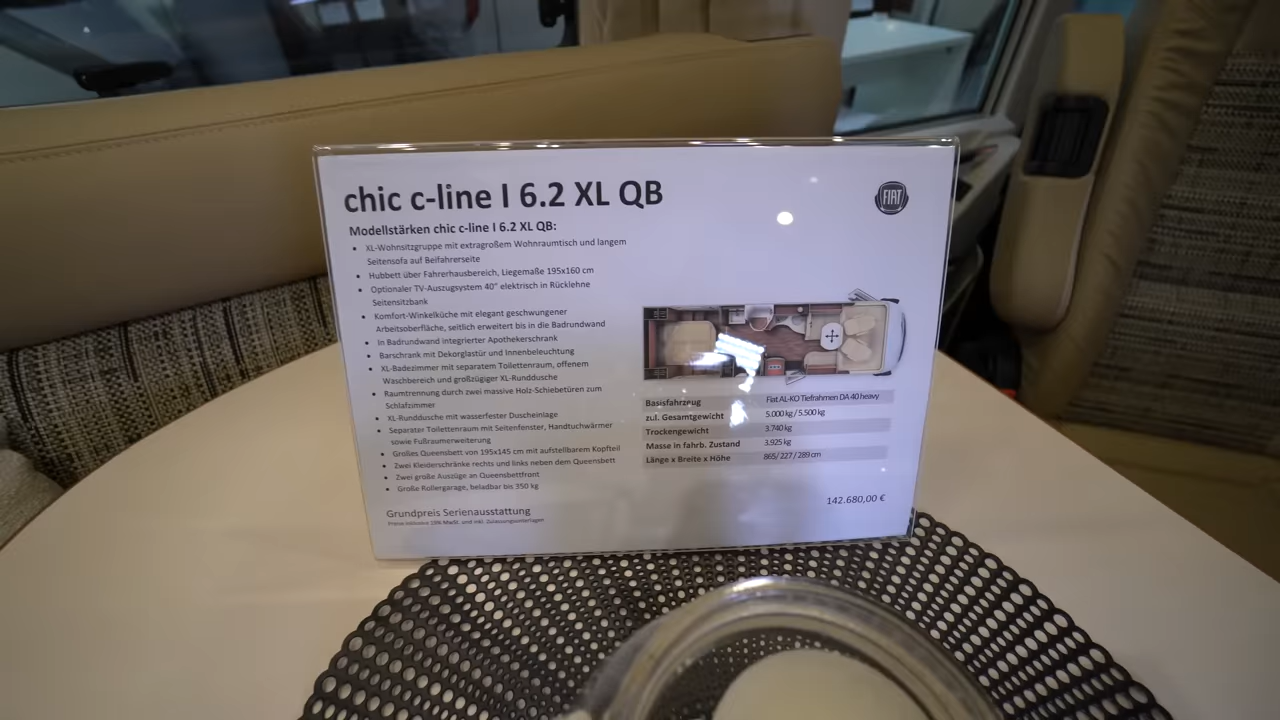 chic c-line I 6.2 XL QB
FIAT
Modellstärken chic c-line I 6.2 XL QB:
• XL-Wohnsitzgruppe mit extragroßem Wohnraumtisch und langem
Seitensofa auf Beifahrerseite
• Hubbett über Fahrerhausbereich, Liegemaße 195x160 cm
• Optionaler TV-Auszugsystem 40" elektrisch in Rücklehne
Seitensitzbank
• Komfort-Winkelküche mit elegant geschwungener
Arbeitsoberfläche, seitlich erweitert bis in die Badrundwand
• In Badrundwand integrierter Apothekerschrank
• Barschrank mit Dekorglastür und Innenbeleuchtung
• XL-Badezimmer mit separatem Toilettenraum, offenem
Waschbereich und großzügiger XL-Runddusche
• Raumtrennung durch zwei massive Holz-Schiebetüren zum
Schlafzimmer
• XL-Runddusche mit wasserfester Duscheinlage
• Separater Toilettenraum mit Seitenfenster, Handtuchwärmer
sowie Fußraumerweiterung
• Großes Queensbett von 195x145 cm mit aufstellbarem Kopfteil
• Zwei Kleiderschränke rechts und links neben dem Queensbett
• Zwei große Auszüge an Queensbettfront
• Große Rollergarage, beladbar bis 350 kg
Basisfahrzeug Fiat AL-KO Tiefrahmen DA 40 heavy
zul. Gesamtgewicht 5.000 kg / 5.500 kg
Trockengewicht 3.740 kg
Masse in fahrb. Zustand 3.925 kg
Länge x Breite x Höhe 865/ 227 / 289 cm
142.680,00 €
Grundpreis Serienausstattung
Preise inklusive 19% MwSt. und inkl. Zulassungsunterlagen